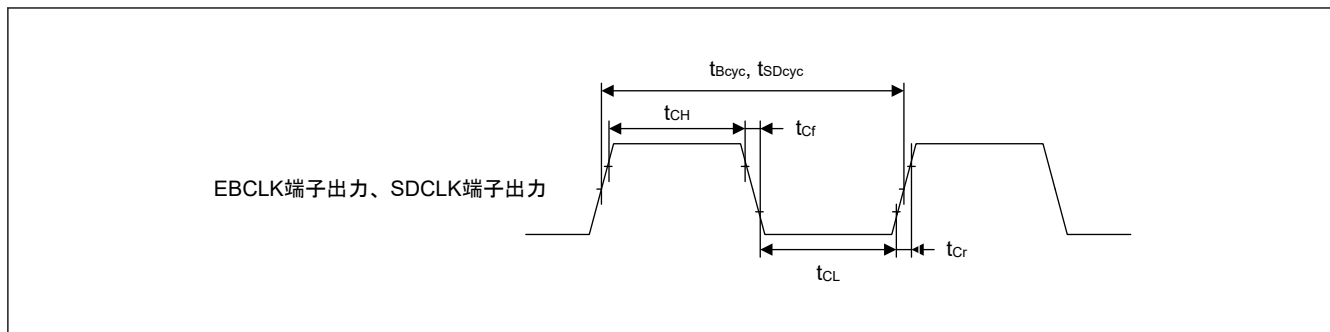 tBcyc, tSDcyc
tCH
tCf
EBCLK端子出力、SDCLK端子出力
tCr
tCL